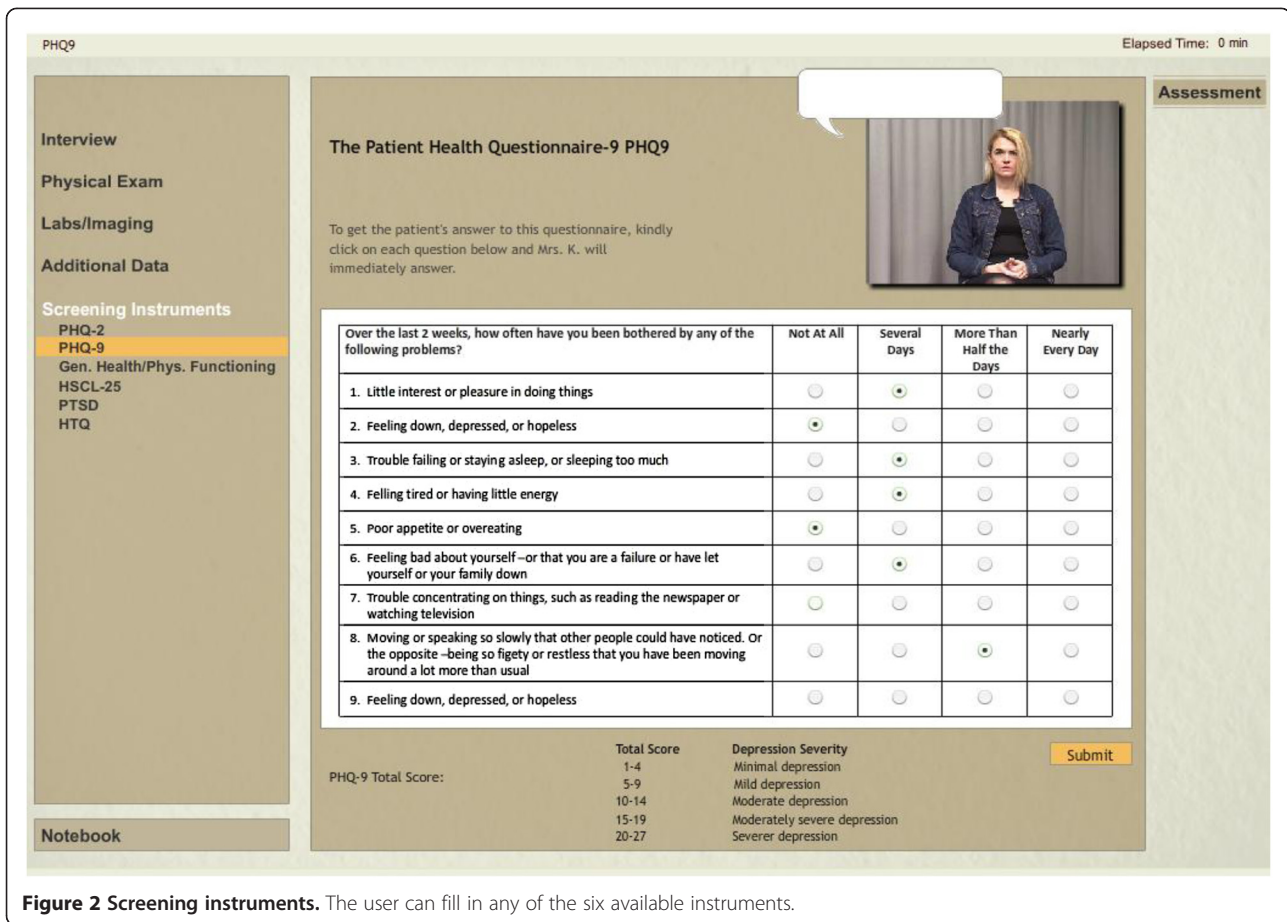 PHQ9
Elapsed Time: 0 min
Interview
Physical Exam
Labs/Imaging
Additional Data
Screening Instruments
PHQ-2
PHQ-9
Gen. Health/Phys. Functioning
HSCL-25
PTSD
HTQ
Notebook
The Patient Health Questionnaire-9 PHQ9
To get the patient's answer to this questionnaire, kindly
click on each question below and Mrs. K. will
immediately answer.
Assessment
Over the last 2 weeks, how often have you been bothered by any of the
following problems?
Not At All
Several
Days
More Than
Half the
Days
Nearly
Every Day
1. Little interest or pleasure in doing things
2. Feeling down, depressed, or hopeless
3. Trouble failing or staying asleep, or sleeping too much
4. Felling tired or having little energy
5. Poor appetite or overeating
6. Feeling bad about yourself –or that you are a failure or have let
yourself or your family down
7. Trouble concentrating on things, such as reading the newspaper or
watching television
8. Moving or speaking so slowly that other people could have noticed. Or
the opposite –being so figety or restless that you have been moving
around a lot more than usual
9. Feeling down, depressed, or hopeless
PHQ-9 Total Score:
Total Score Depression Severity
1-4 Minimal depression
5-9 Mild depression
10-14 Moderate depression
15-19 Moderately severe depression
20-27 Severer depression
Submit
Figure 2 Screening instruments. The user can fill in any of the six available instruments.